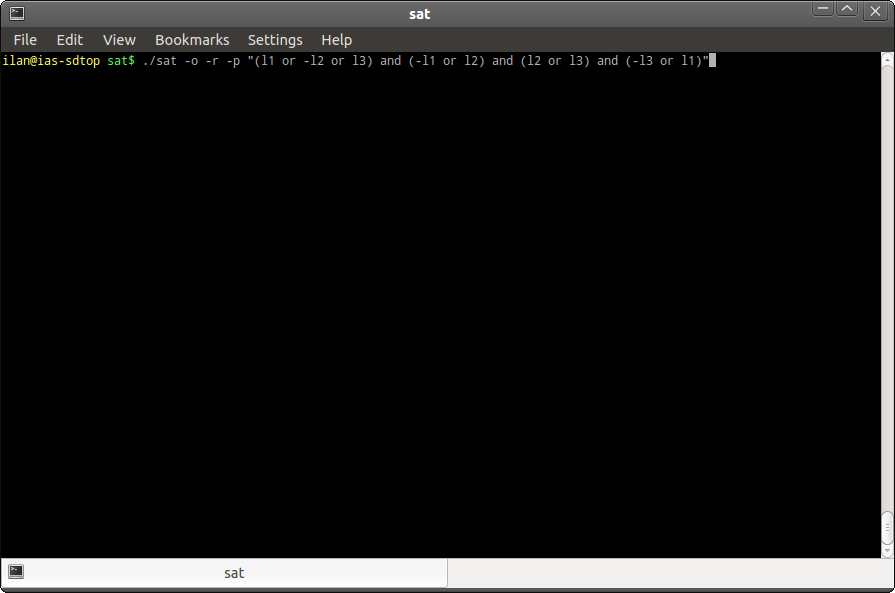 sat
File Edit View Bookmarks Settings Help
ilan@ias-sdtop sat$ ./sat -o -r -p "(l1 or -l2 or l3) and (-l1 or l2) and (l2 or l3) and (-l3 or l1)"
sat